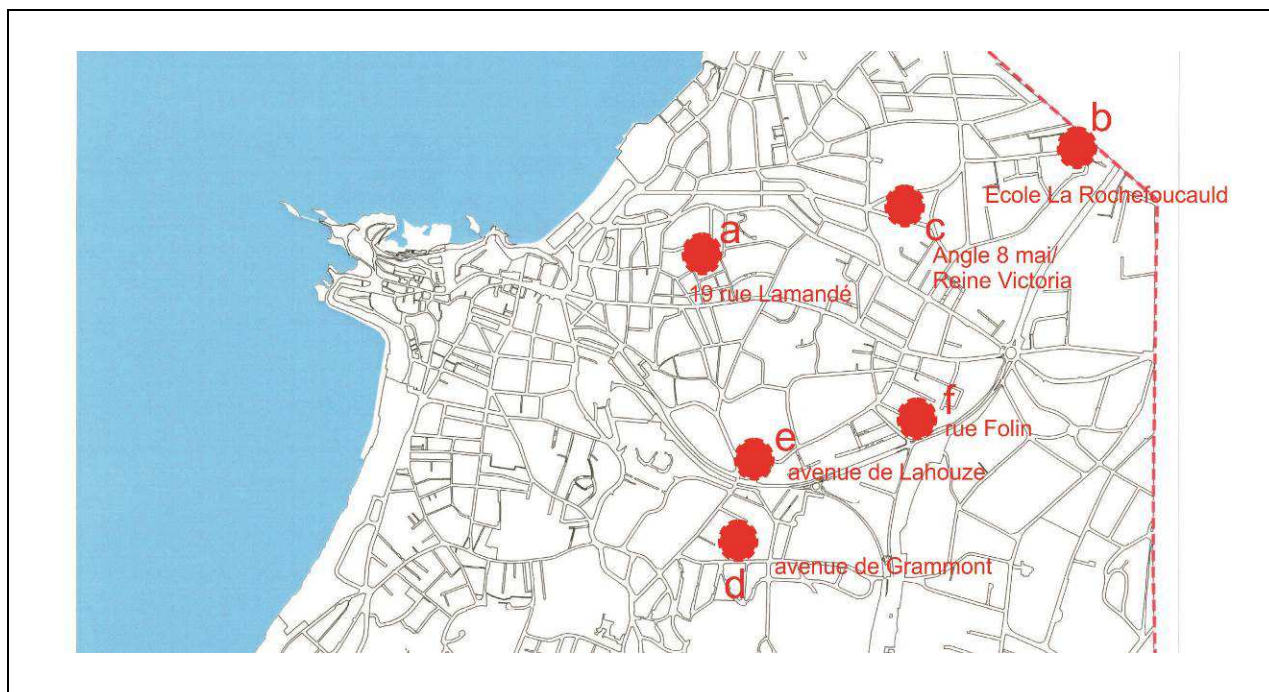 b
Ecole La Rochefoucauld
a
c
Angle 8 mai/
Reine Victoria
19 rue Lamandé
f
rue Folin
e
avenue de Lahouze
avenue de Grammont
d